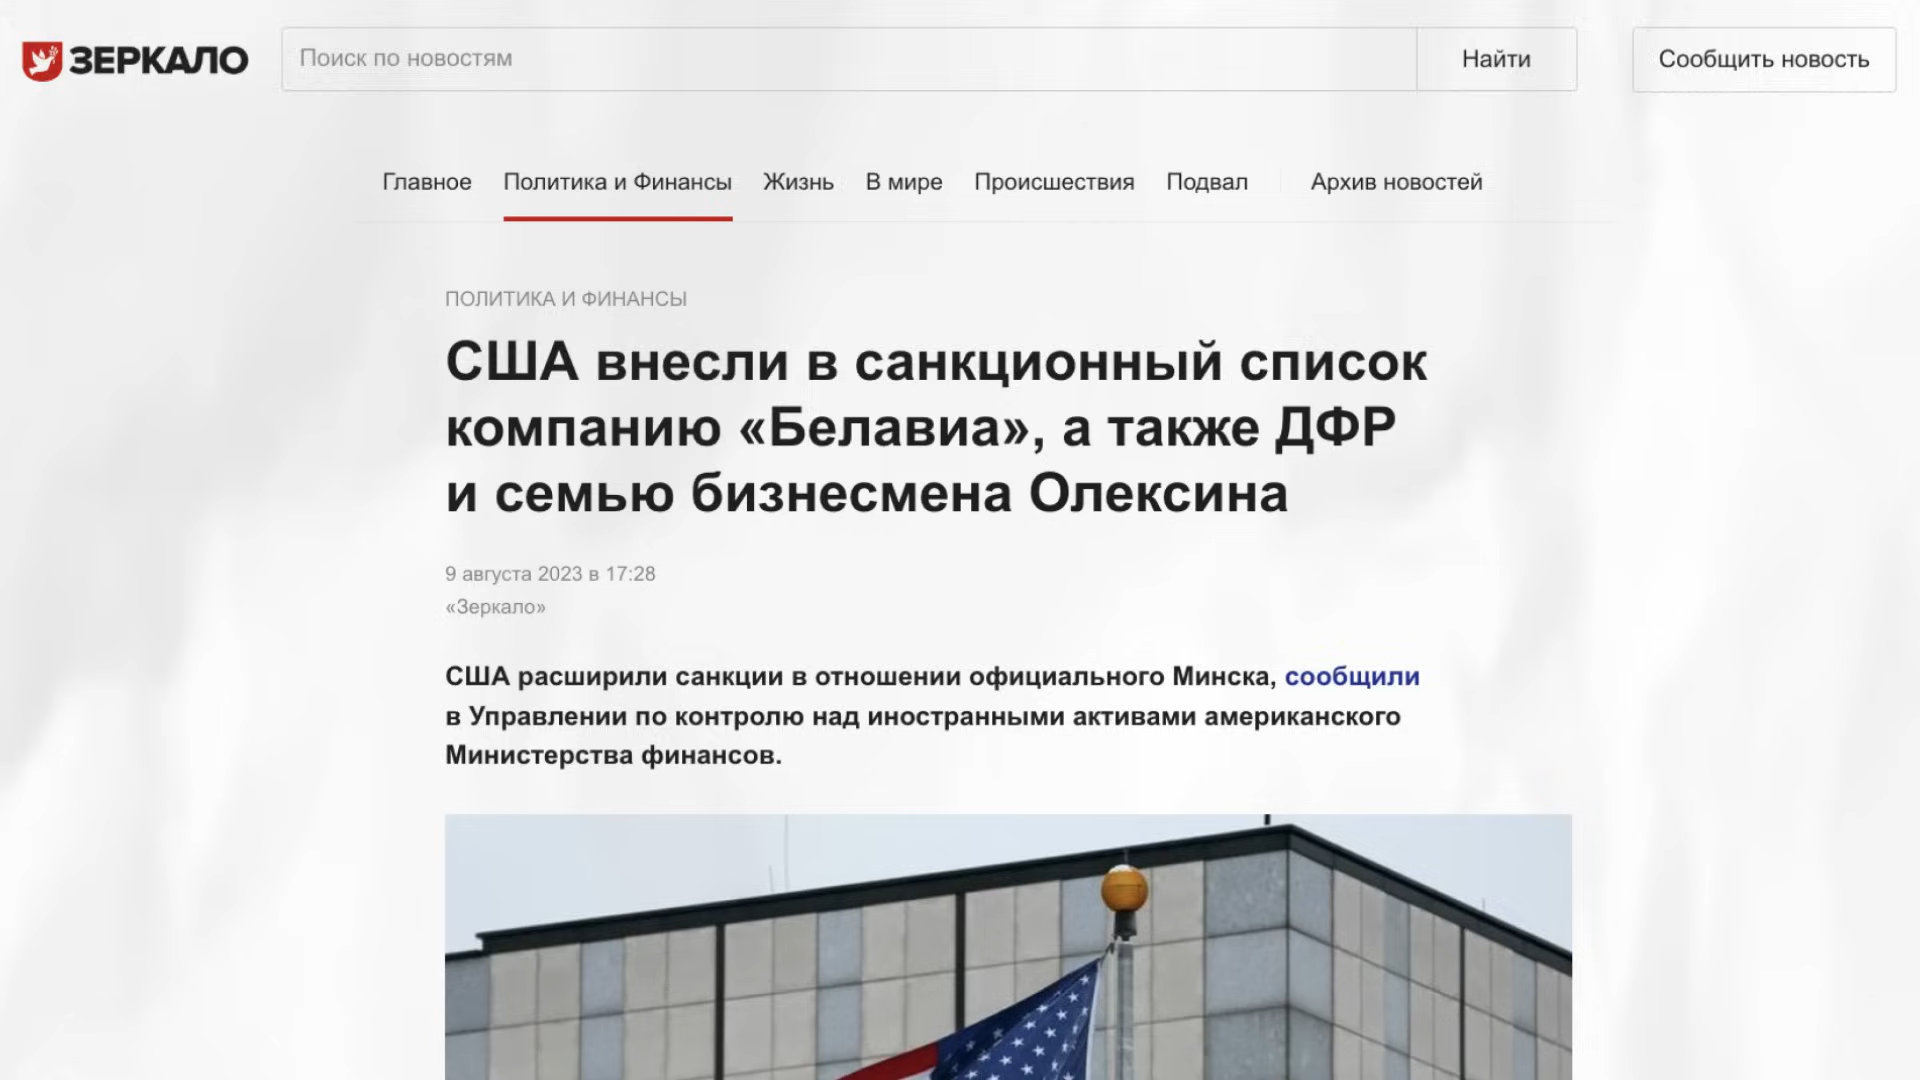 ЗЕРКАЛО
Поиск по новостям
Найти
Сообщить новость
Главное
Политика и Финансы
Жизнь
В мире
Происшествия
Подвал
Архив новостей
ПОЛИТИКА И ФИНАНСЫ
США внесли в санкционный список
компанию «Белавиа», а также ДФР
и семью бизнесмена Олексина
9 августа 2023 в 17:28
«Зеркало»
США расширили санкции в отношении официального Минска, сообщили
в Управлении по контролю над иностранными активами американского
Министерства финансов.